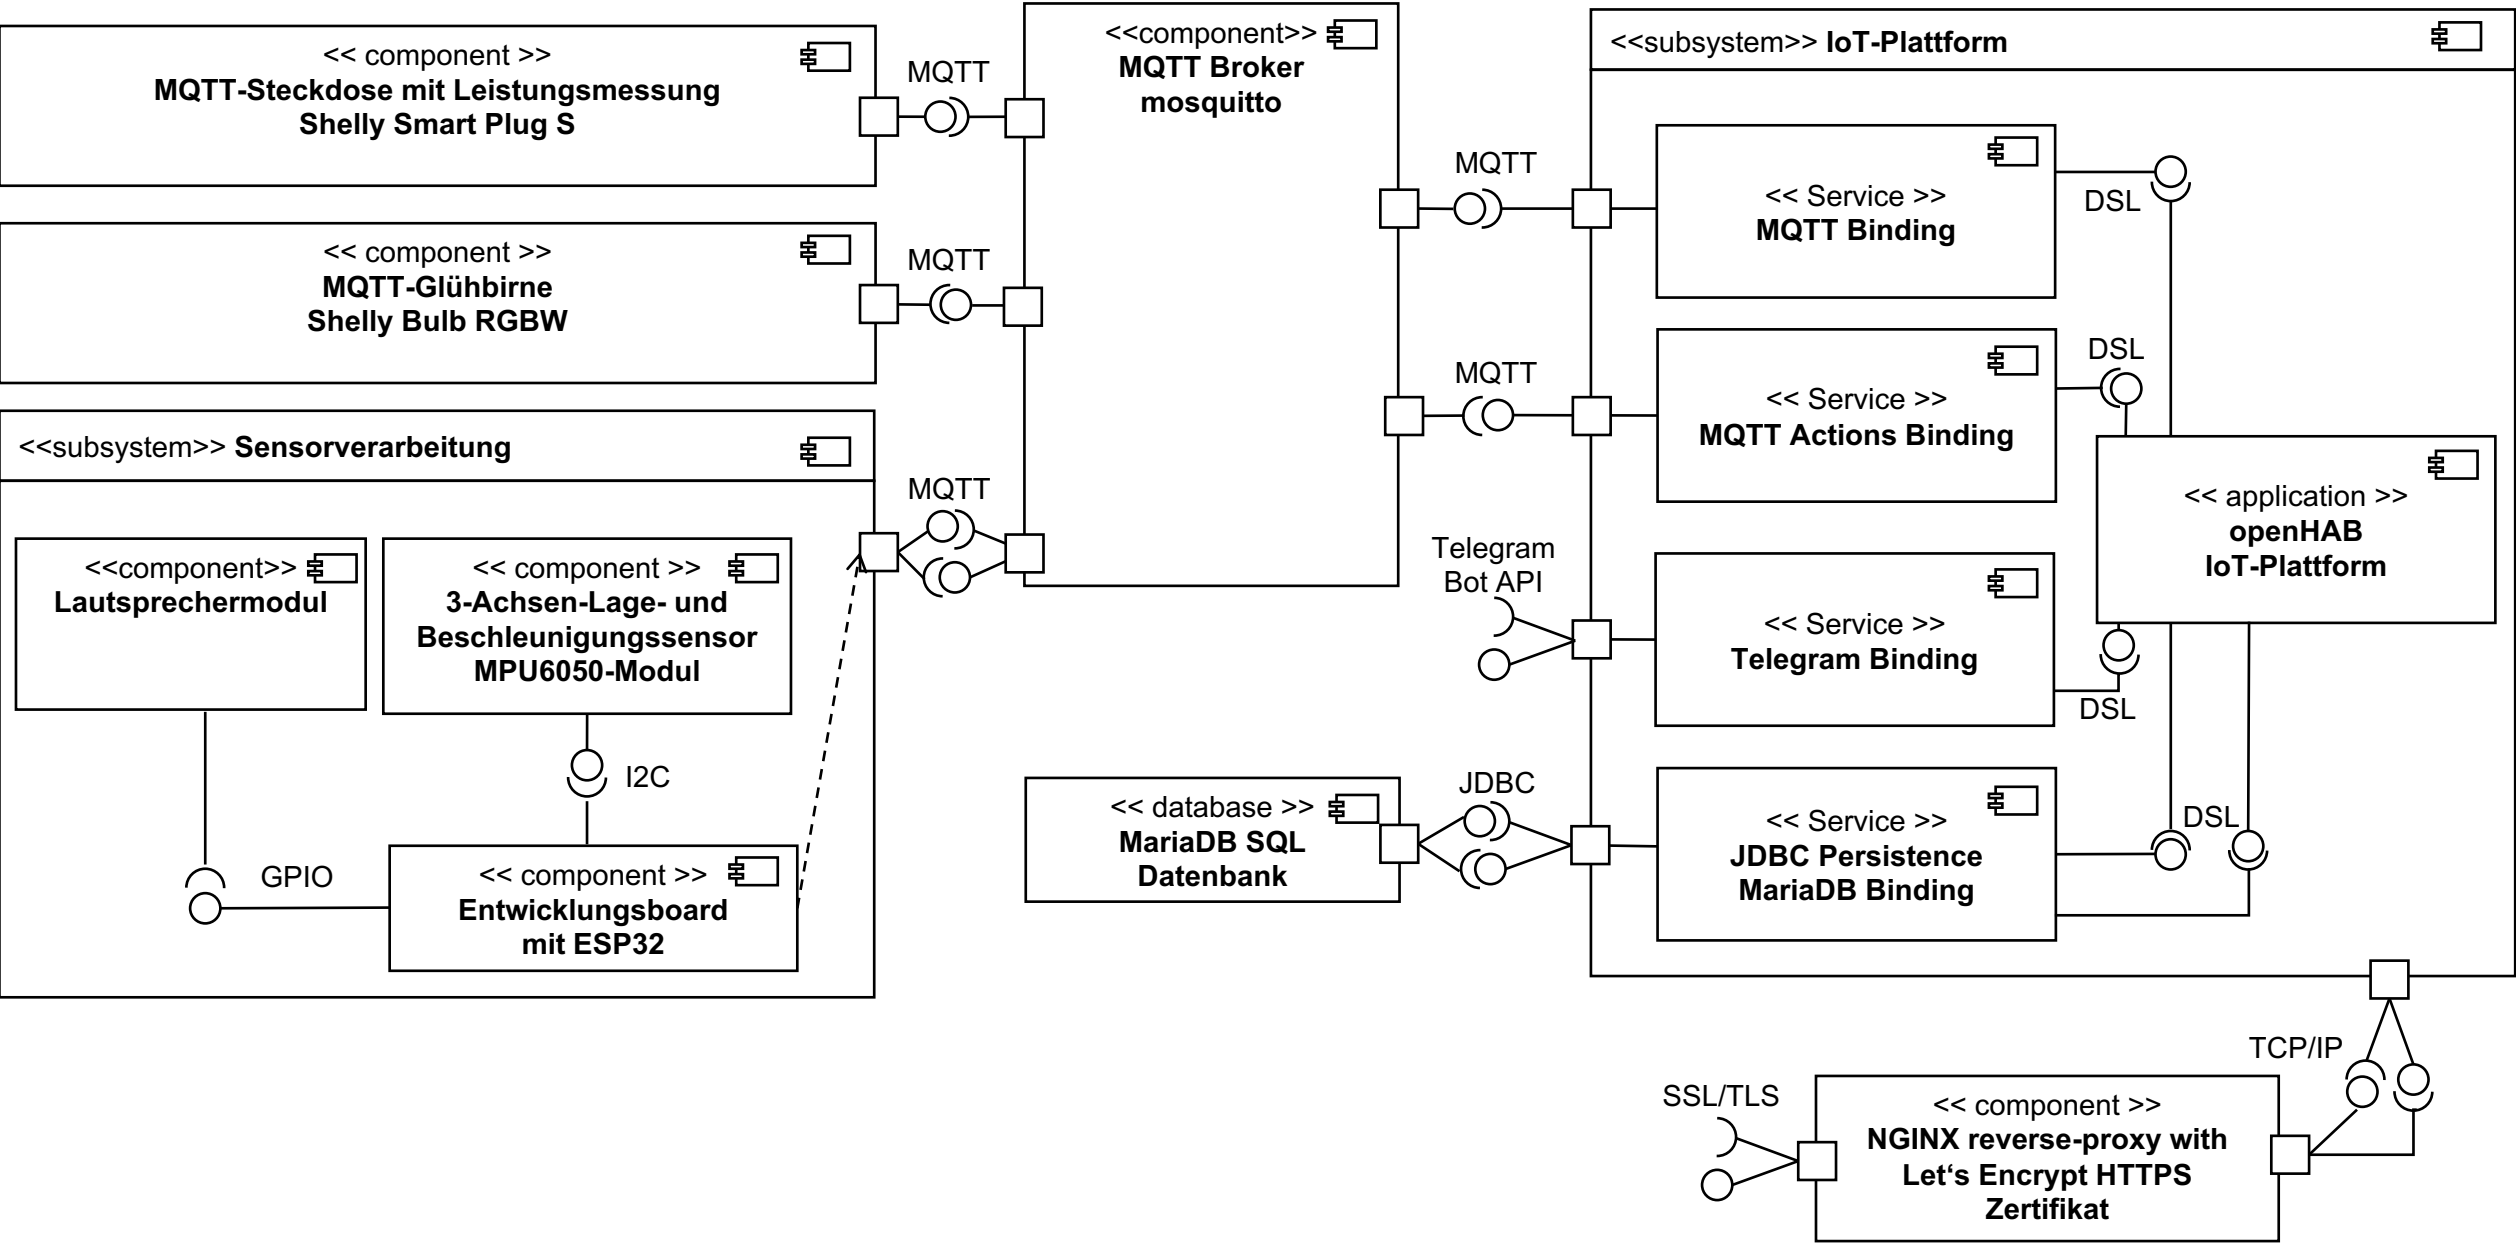 << component >>
MQTT-Steckdose mit Leistungsmessung
Shelly Smart Plug S
MQTT
<<component>>
MQTT Broker
mosquitto
<<subsystem>> IoT-Plattform
MQTT
<< Service >>
MQTT Binding
DSL
<< component >>
MQTT-Glühbirne
Shelly Bulb RGBW
MQTT
MQTT
<< Service >>
MQTT Actions Binding
DSL
<<subsystem>> Sensorverarbeitung
MQTT
<< application >>
openHAB
IoT-Plattform
<<component>>
Lautsprechermodul
<< component >>
3-Achsen-Lage- und
Beschleunigungssensor
MPU6050-Modul
Telegram
Bot API
<< Service >>
Telegram Binding
DSL
I2C
GPIO
<< component >>
Entwicklungsboard
mit ESP32
<< database >>
MariaDB SQL
Datenbank
JDBC
<< Service >>
JDBC Persistence
MariaDB Binding
DSL
TCP/IP
SSL/TLS
<< component >>
NGINX reverse-proxy with
Let‘s Encrypt HTTPS
Zertifikat